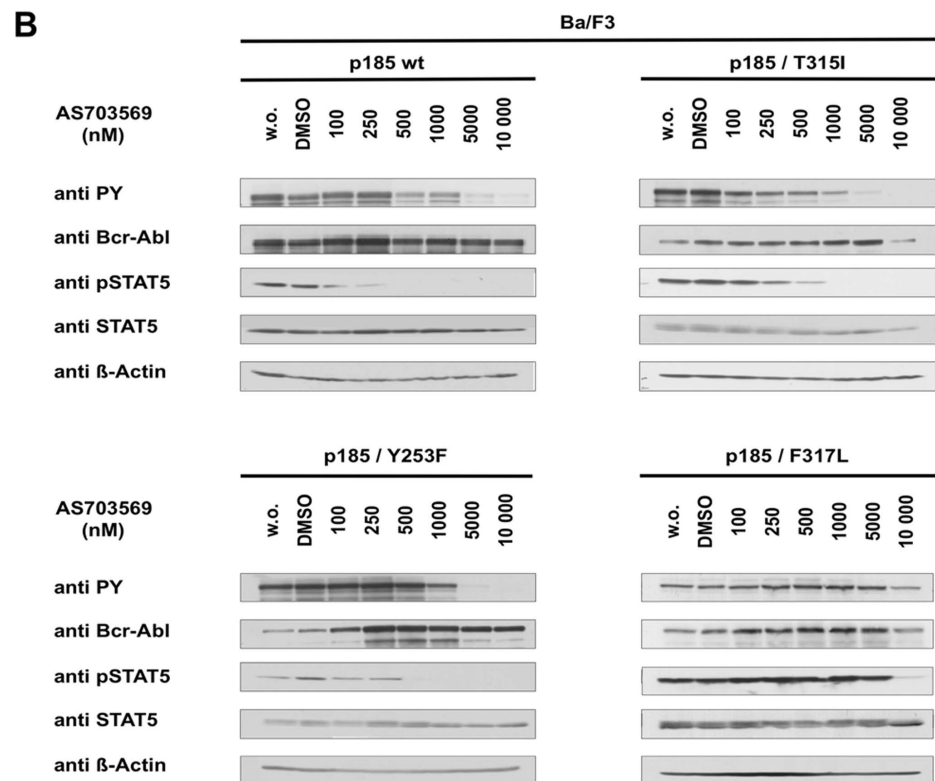 B
Ba/F3
p185 wt
p185 / T315I
AS703569
(nM)
w.o. DMSO 100 250 500 1000 5000 10 000
w.o. DMSO 100 250 500 1000 5000 10 000
anti PY
anti Bcr-Abl
anti pSTAT5
anti STAT5
anti ß-Actin
p185 / Y253F
p185 / F317L
AS703569
(nM)
w.o. DMSO 100 250 500 1000 5000 10 000
w.o. DMSO 100 250 500 1000 5000 10 000
anti PY
anti Bcr-Abl
anti pSTAT5
anti STAT5
anti ß-Actin